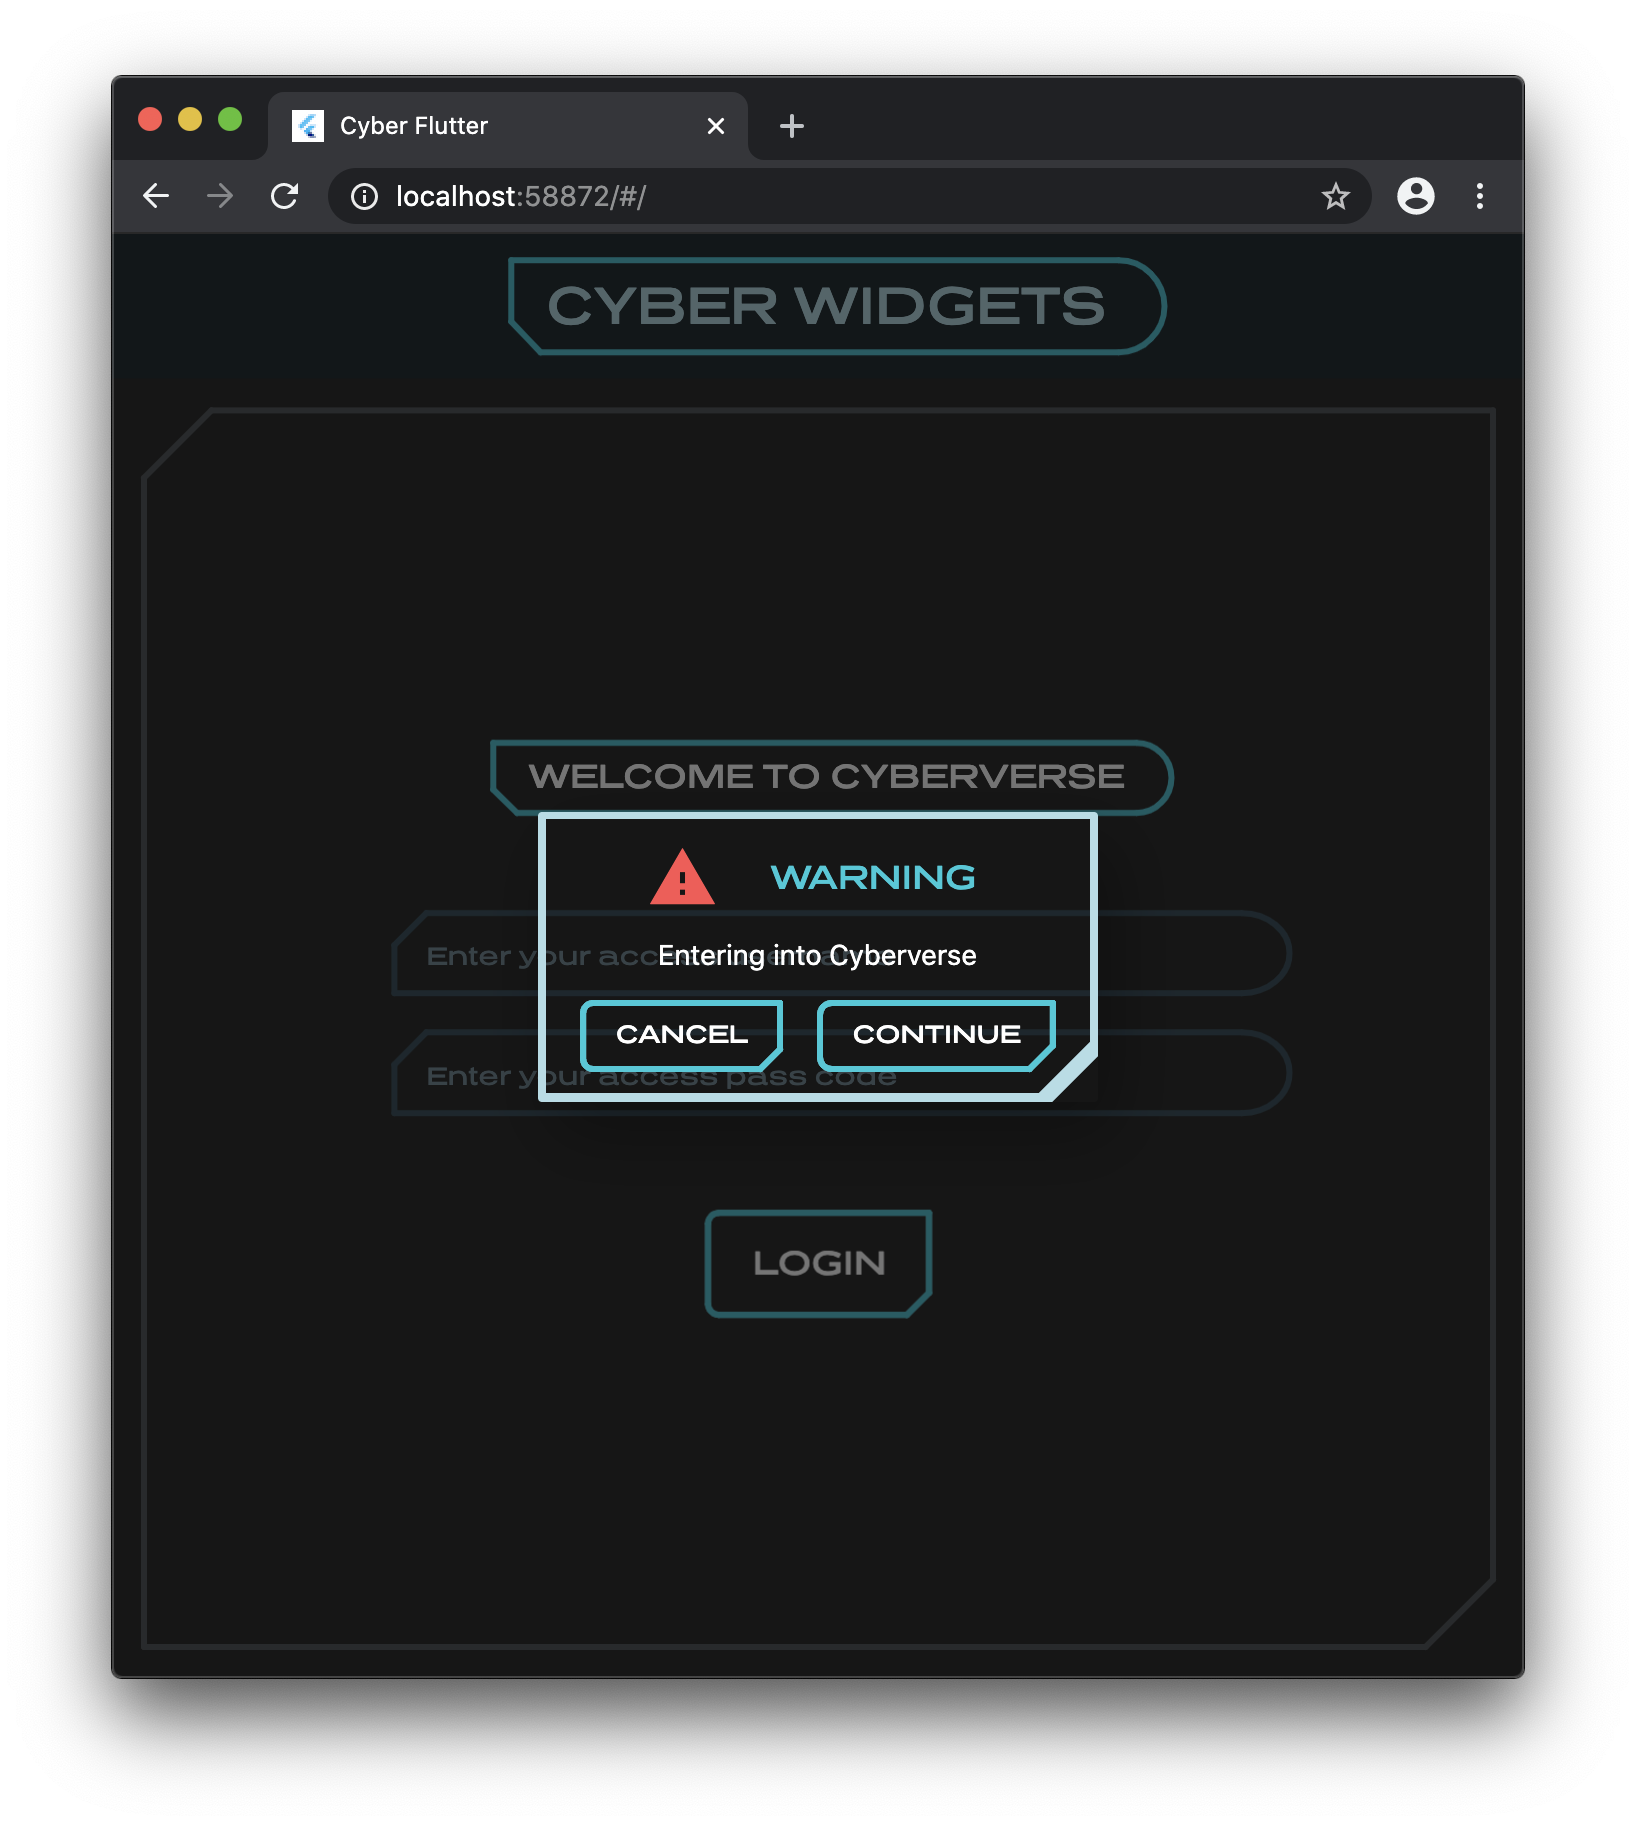 Cyber Flutter
localhost:58872/#/
CYBER WIDGETS
WELCOME TO CYBERVERSE
WARNING
Enter your acc
Entering into Cyberverse
CANCEL
CONTINUE
Enter your access pass code
LOGIN